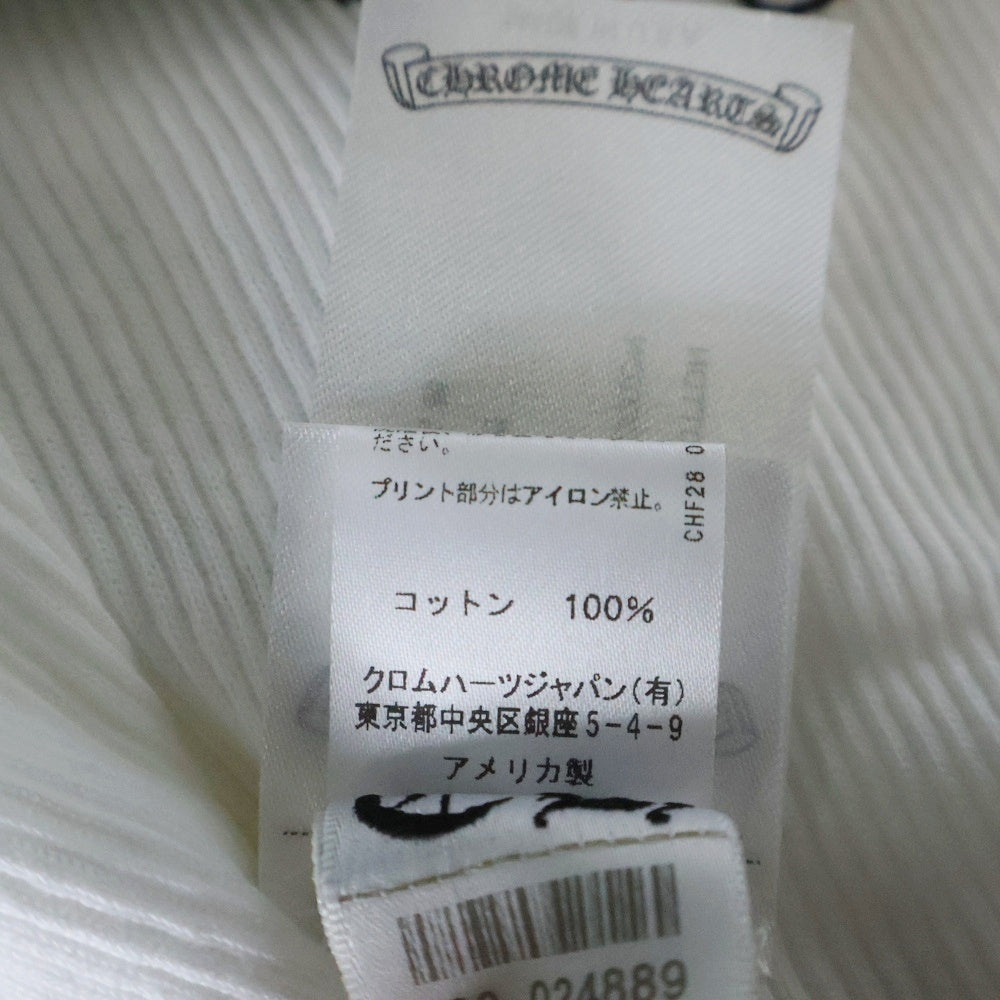 CHROME HEARTS
ださい。
プリント部分はアイロン禁止。
CHF28 0
コットン 100%
クロムハーツジャパン(有)
東京都中央区銀座5-4-9
アメリカ製
024889